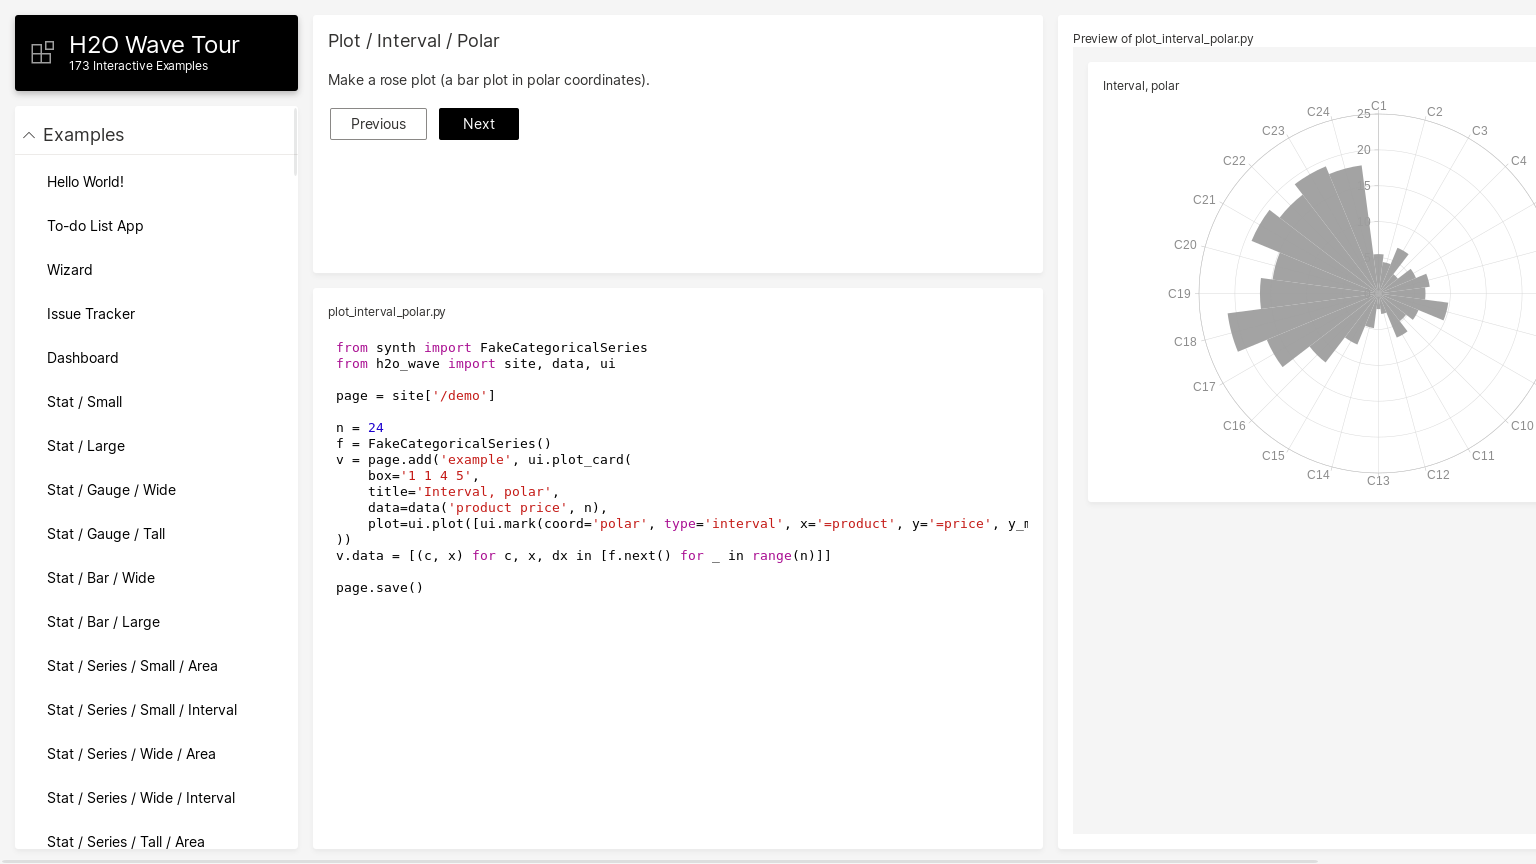 H2O Wave Tour
173 Interactive Examples
Examples
Hello World!
To-do List App
Wizard
Issue Tracker
Dashboard
Stat / Small
Stat / Large
Stat / Gauge / Wide
Stat / Gauge / Tall
Stat / Bar / Wide
Stat / Bar / Large
Stat / Series / Small / Area
Stat / Series / Small / Interval
Stat / Series / Wide / Area
Stat / Series / Wide / Interval
Stat / Series / Tall / Area
Plot / Interval / Polar
Make a rose plot (a bar plot in polar coordinates).
Previous
Next
plot_interval_polar.py
from synth import FakeCategoricalSeries
from h2o_wave import site, data, ui
page = site['/demo']
n = 24
f = FakeCategoricalSeries()
v = page.add('example', ui.plot_card(
    box='1 1 4 5',
    title='Interval, polar',
    data=data('product price', n),
    plot=ui.plot([ui.mark(coord='polar', type='interval', x='=product', y='=price', y_m
))
v.data = [(c, x) for c, x, dx in [f.next() for _ in range(n)]]
page.save()
Preview of plot_interval_polar.py
Interval, polar
C1
C2
C3
C4
C10
C11
C12
C13
C14
C15
C16
C17
C18
C19
C20
C21
C22
C23
C24
25
20